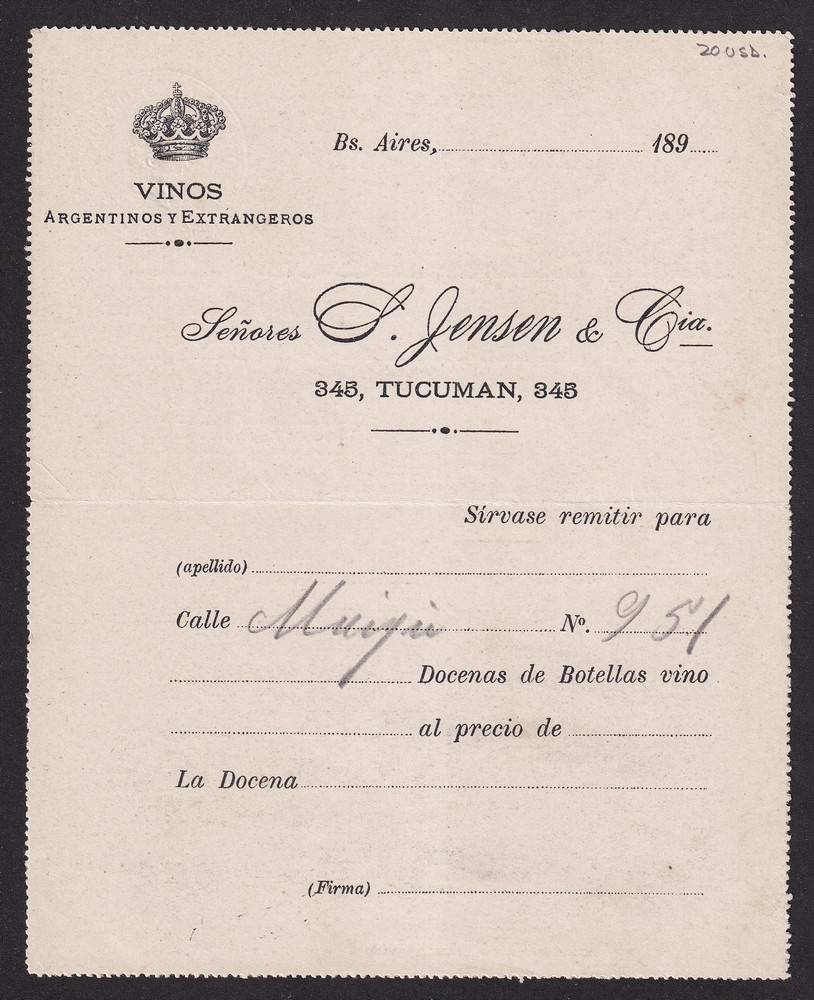 20 USD.
Bs. Aires, 189
VINOS
ARGENTINOS Y EXTRANGEROS
Señores S. Jensen & Cia.
345, TUCUMAN, 345
Sírvase remitir para
(apellido)
Calle Nº. 951
Docenas de Botellas vino
al precio de
La Docena
(Firma)